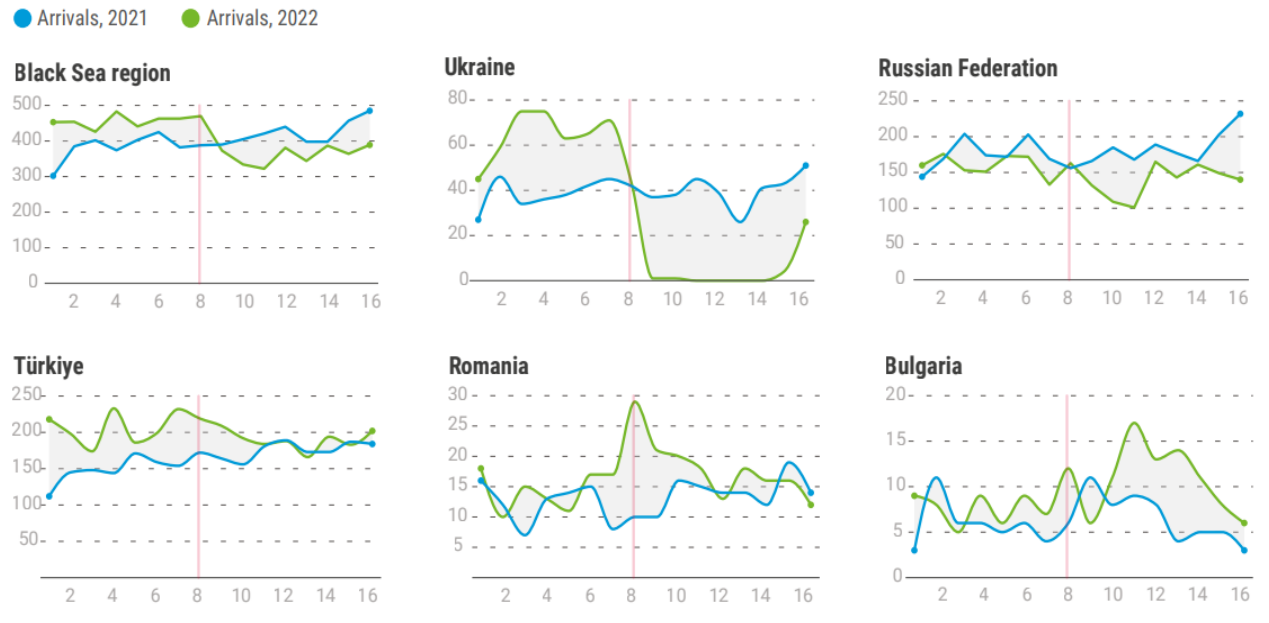 Arrivals, 2021 Arrivals, 2022
Black Sea region
500
400
300
200
100
0
2 4 6 8 10 12 14 16
Ukraine
80
60
40
20
0
2 4 6 8 10 12 14 16
Russian Federation
250
200
150
100
50
0
2 4 6 8 10 12 14 16
Türkiye
250
200
150
100
50
2 4 6 8 10 12 14 16
Romania
30
25
20
15
10
5
2 4 6 8 10 12 14 16
Bulgaria
20
15
10
5
0
2 4 6 8 10 12 14 16